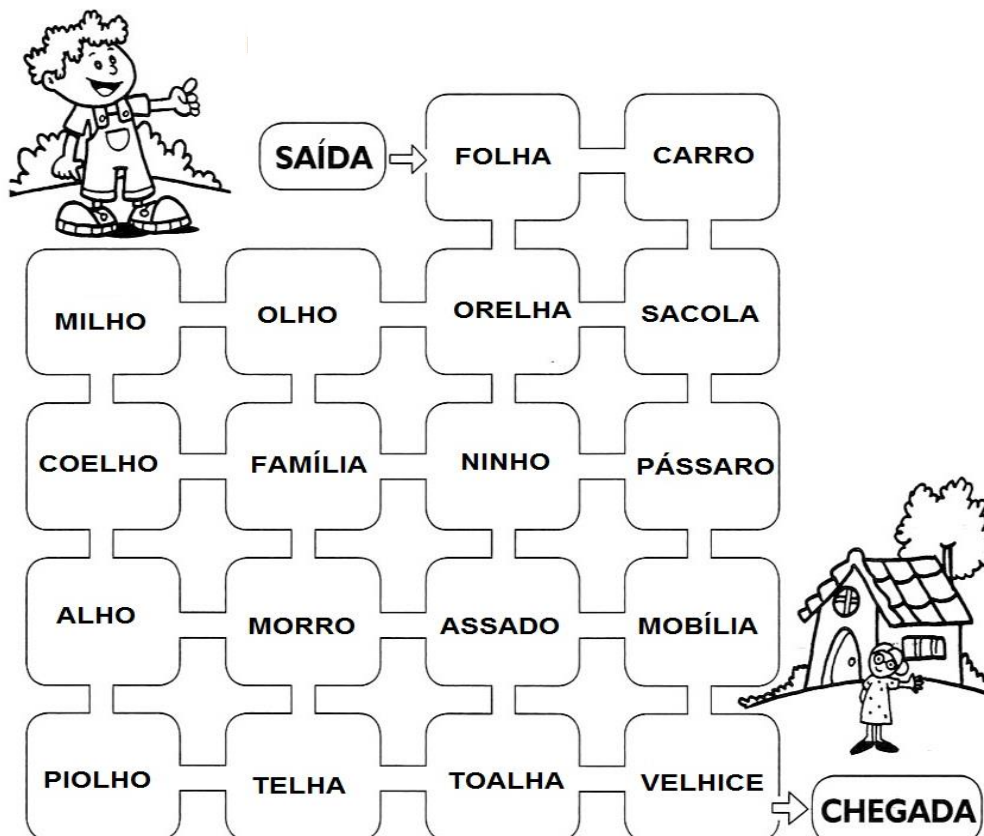 SAÍDA FOLHA CARRO
MILHO OLHO ORELHA SACOLA
COELHO FAMÍLIA NINHO PÁSSARO
ALHO MORRO ASSADO MOBÍLIA
PIOLHO TELHA TOALHA VELHICE
CHEGADA